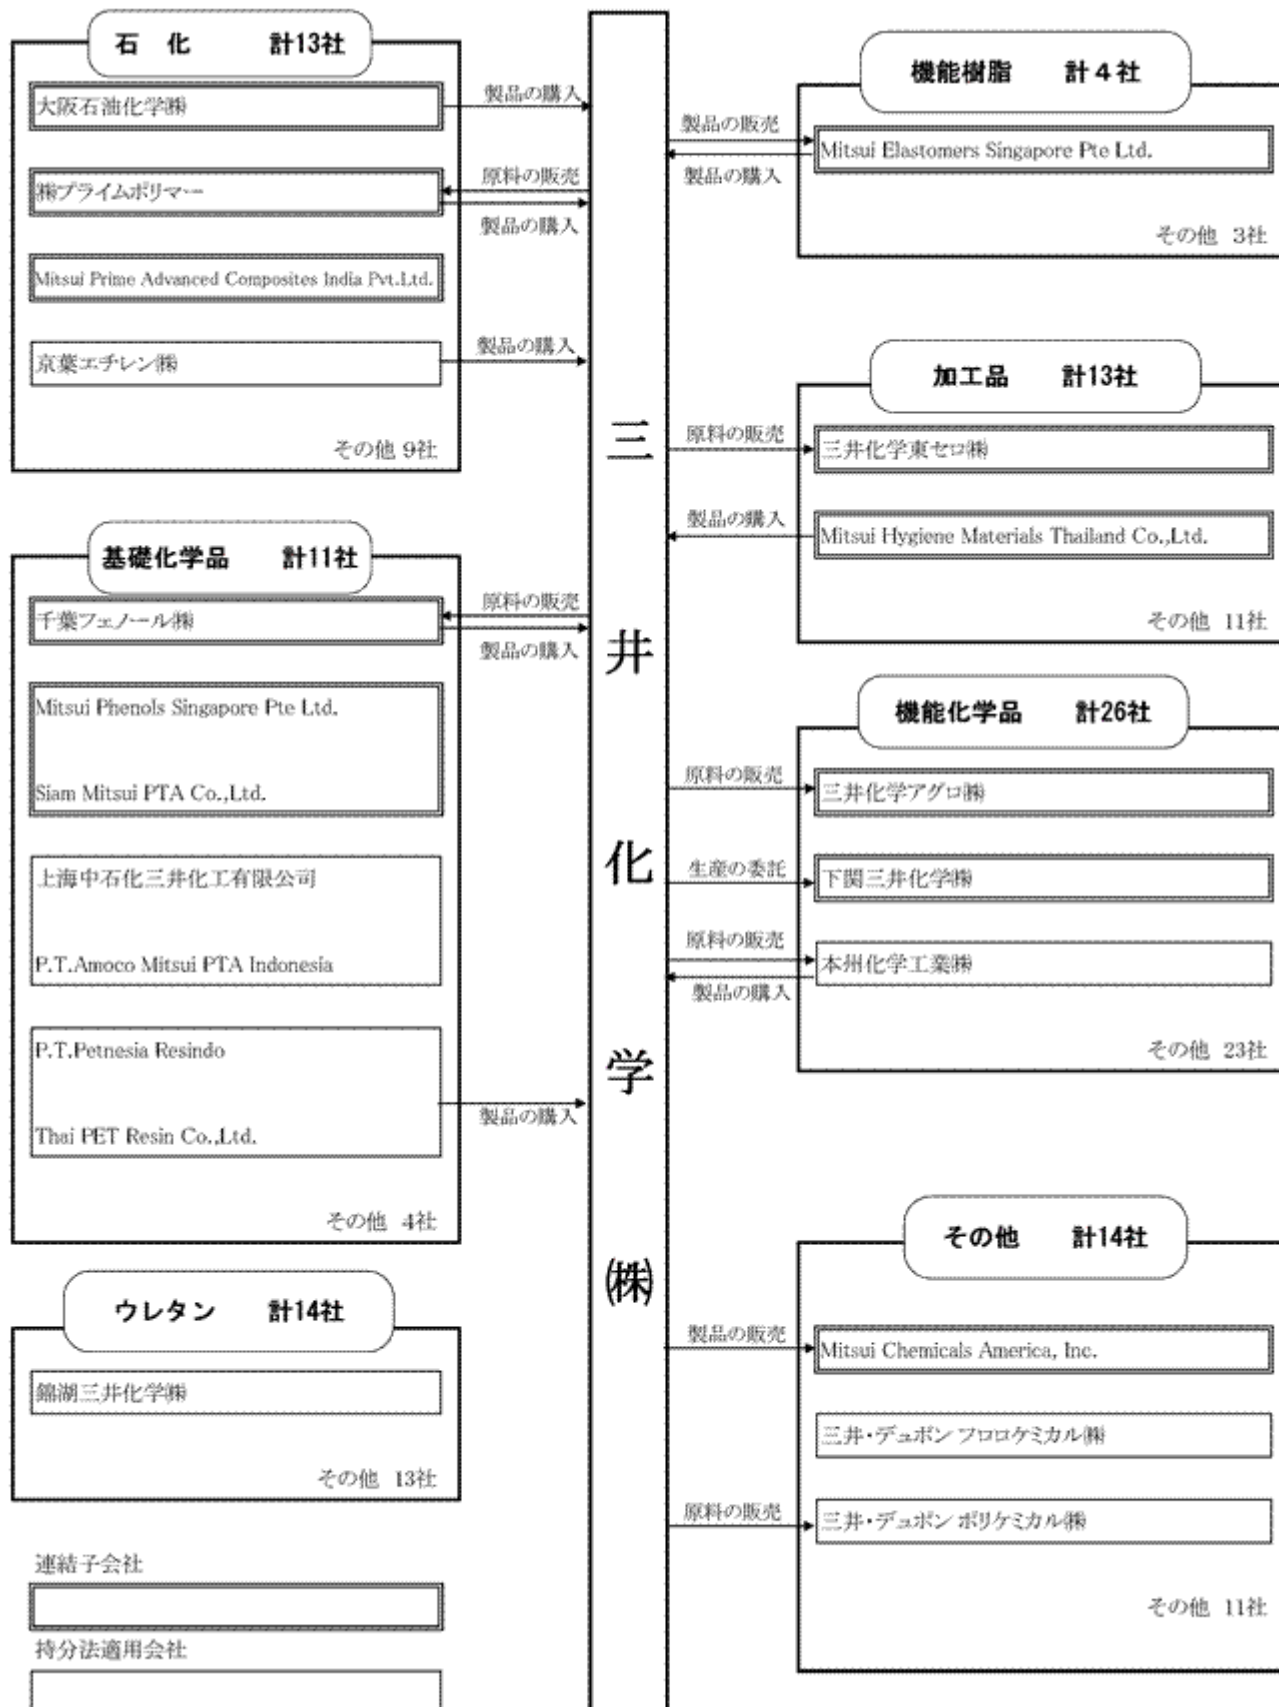 石 化 計13社
大阪石油化学㈱
製品の購入
㈱プライムポリマー
原料の販売
製品の購入
Mitsui Prime Advanced Composites India Pvt.Ltd.
京葉エチレン㈱
製品の購入
その他 9社
基礎化学品 計11社
千葉フェノール㈱
原料の販売
製品の購入
Mitsui Phenols Singapore Pte Ltd.
Siam Mitsui PTA Co.,Ltd.
上海中石化三井化工有限公司
P.T.Amoco Mitsui PTA Indonesia
P.T.Petnesia Resindo
Thai PET Resin Co.,Ltd.
製品の購入
その他 4社
ウレタン 計14社
錦湖三井化学㈱
その他 13社
連結子会社
持分法適用会社
三井化学㈱
機能樹脂 計4社
製品の販売
Mitsui Elastomers Singapore Pte Ltd.
製品の購入
その他 3社
加工品 計13社
原料の販売
三井化学東セロ㈱
製品の購入
Mitsui Hygiene Materials Thailand Co.,Ltd.
その他 11社
機能化学品 計26社
原料の販売
三井化学アグロ㈱
生産の委託
下関三井化学㈱
原料の販売
本州化学工業㈱
製品の購入
その他 23社
その他 計14社
製品の販売
Mitsui Chemicals America, Inc.
三井・デュポン フロロケミカル㈱
原料の販売
三井・デュポン ポリケミカル㈱
その他 11社